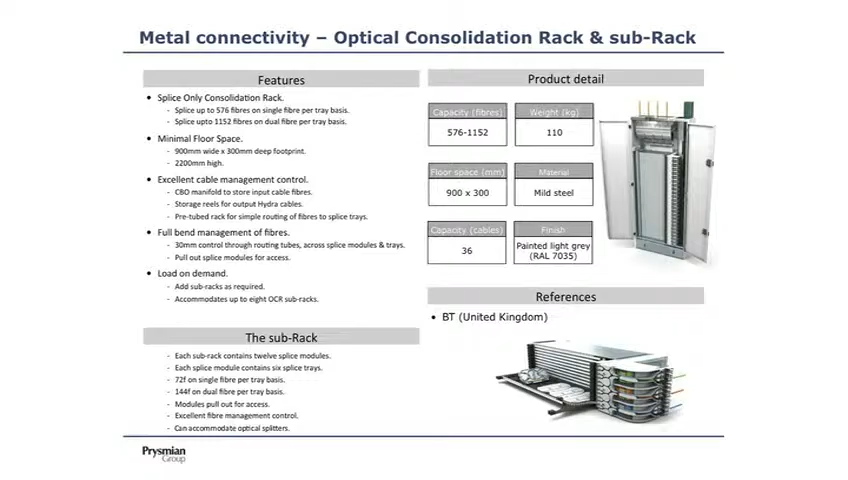 Metal connectivity – Optical Consolidation Rack & sub-Rack
Features
• Splice Only Consolidation Rack.
- Splice up to 576 fibres on single fibre per tray basis.
- Splice upto 1152 fibres on dual fibre per tray basis.
• Minimal Floor Space.
- 900mm wide x 300mm deep footprint.
- 2200mm high.
• Excellent cable management control.
- CBO manifold to store input cable fibres.
- Storage reels for output Hydra cables.
- Pre-tubed rack for simple routing of fibres to splice trays.
• Full bend management of fibres.
- 30mm control through routing tubes, across splice modules & trays.
- Pull out splice modules for access.
• Load on demand.
- Add sub-racks as required.
- Accommodates up to eight OCR sub-racks.
The sub-Rack
- Each sub-rack contains twelve splice modules.
- Each splice module contains six splice trays.
- 72f on single fibre per tray basis.
- 144f on dual fibre per tray basis.
- Modules pull out for access.
- Excellent fibre management control.
- Can accommodate optical splitters.
Product detail
Capacity (fibres)
576-1152
Weight (kg)
110
Floor space (mm)
900 x 300
Material
Mild steel
Capacity (cables)
36
Finish
Painted light grey
(RAL 7035)
References
• BT (United Kingdom)
Prysmian
Group